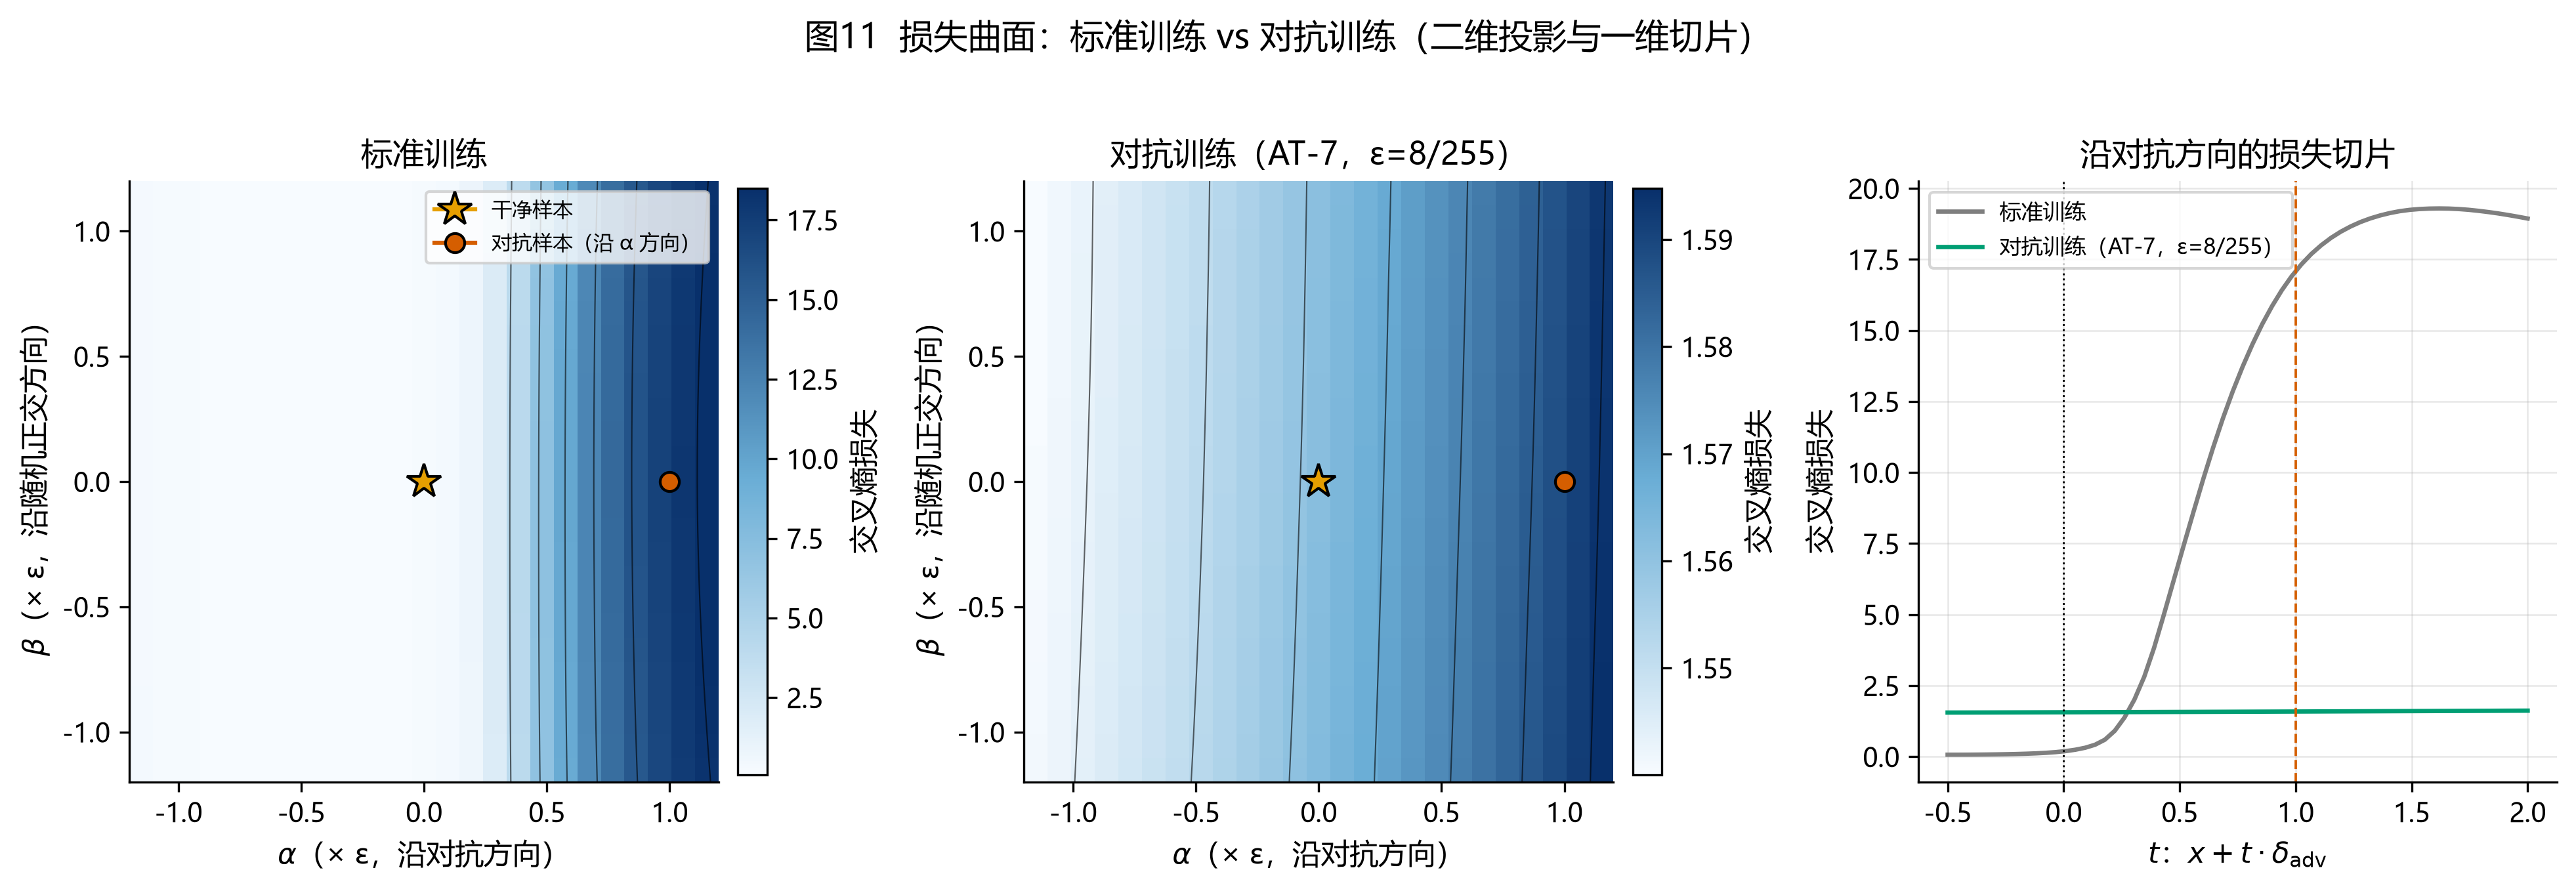 图11 损失曲面：标准训练 vs 对抗训练（二维投影与一维切片）
标准训练
干净样本
对抗样本（沿 α 方向）
1.0
0.5
0.0
-0.5
-1.0
β（× ε，沿随机正交方向）
-1.0 -0.5 0.0 0.5 1.0
α（× ε，沿对抗方向）
17.5
15.0
12.5
10.0
7.5
5.0
2.5
交叉熵损失
对抗训练（AT-7，ε=8/255）
1.0
0.5
0.0
-0.5
-1.0
β（× ε，沿随机正交方向）
-1.0 -0.5 0.0 0.5 1.0
α（× ε，沿对抗方向）
1.59
1.58
1.57
1.56
1.55
交叉熵损失
沿对抗方向的损失切片
标准训练
对抗训练（AT-7，ε=8/255）
20.0
17.5
15.0
12.5
10.0
7.5
5.0
2.5
0.0
交叉熵损失
-0.5 0.0 0.5 1.0 1.5 2.0
t：x + t · δadv